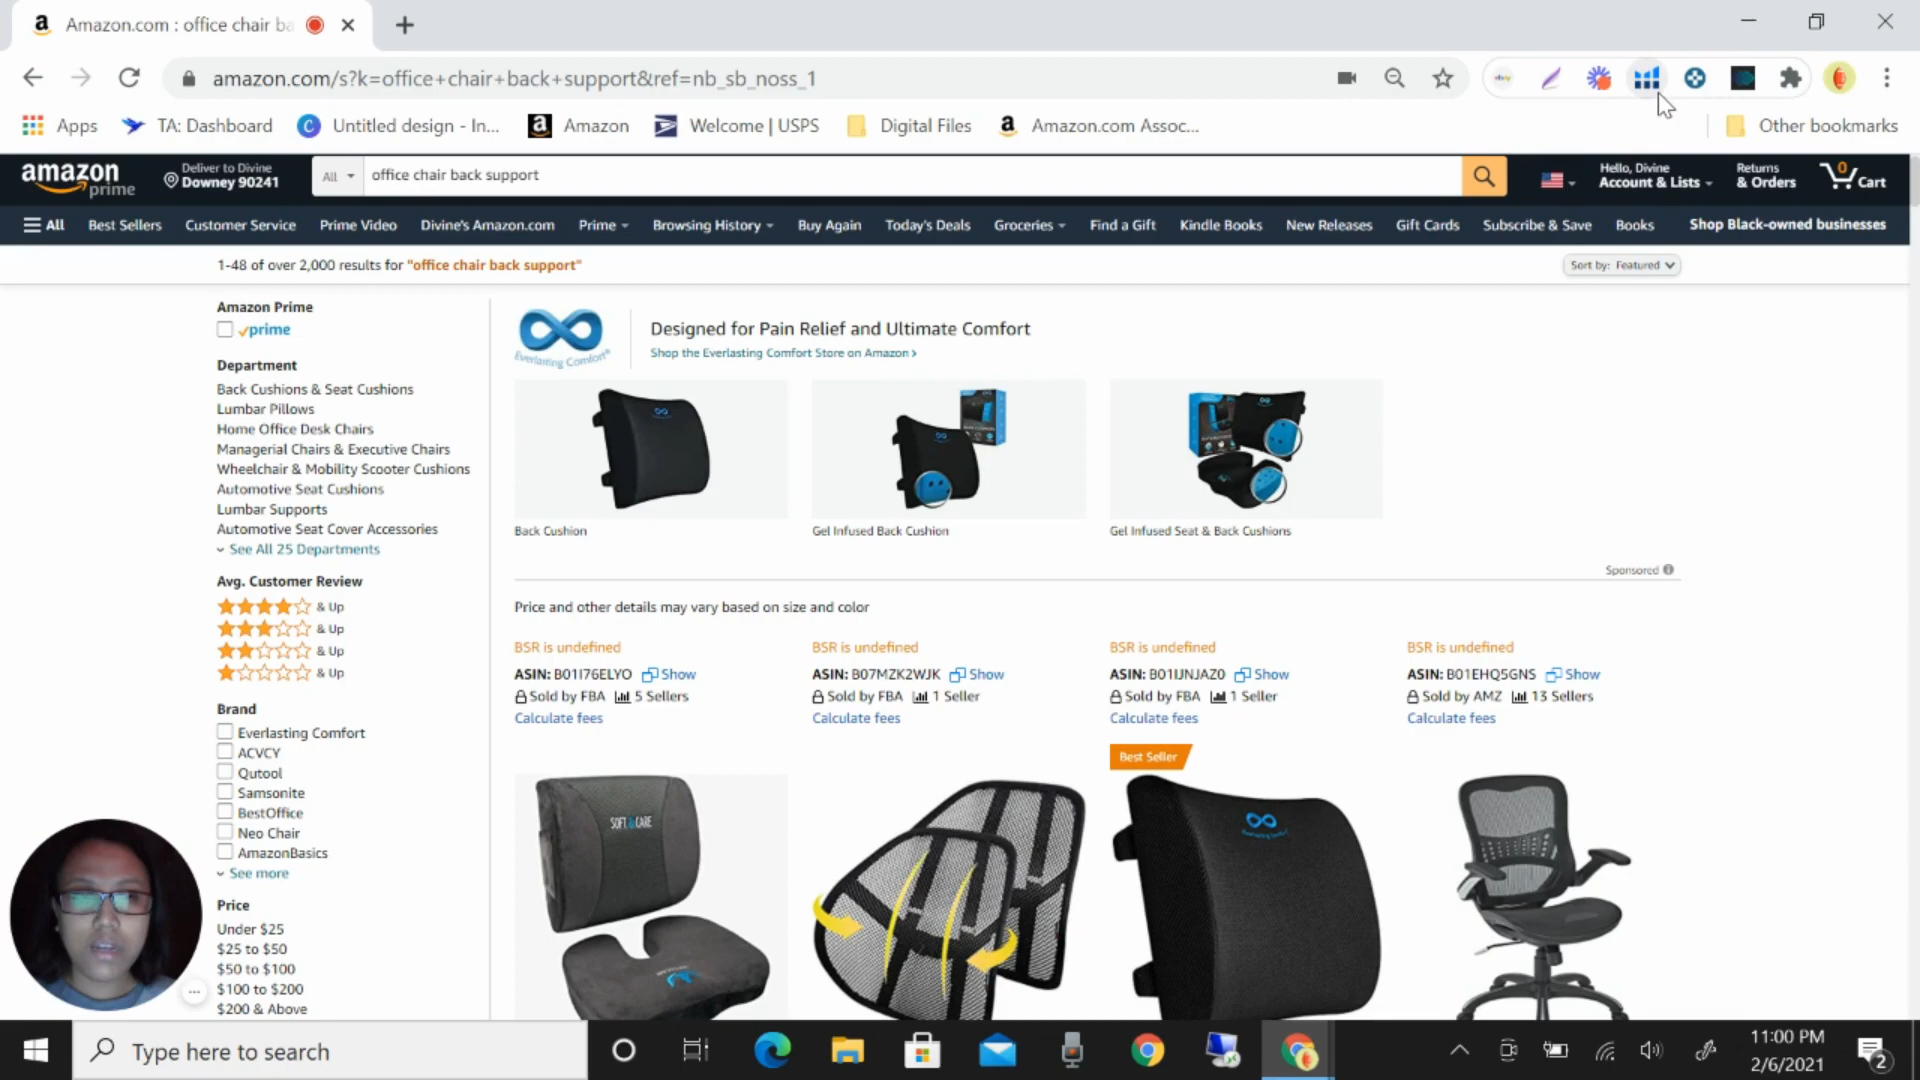 Amazon.com : office chair ba
amazon.com/s?k=office+chair+back+support&ref=nb_sb_noss_1
ebay
Apps
TA: Dashboard
Untitled design - In...
Amazon
Welcome | USPS
Digital Files
Amazon.com Assoc...
Other bookmarks
amazon prime
Deliver to Divine
Downey 90241
All
office chair back support
Hello, Divine
Account & Lists
Returns
& Orders
0
Cart
All
Best Sellers
Customer Service
Prime Video
Divine's Amazon.com
Prime
Browsing History
Buy Again
Today's Deals
Groceries
Find a Gift
Kindle Books
New Releases
Gift Cards
Subscribe & Save
Books
Shop Black-owned businesses
1-48 of over 2,000 results for "office chair back support"
Sort by: Featured
Amazon Prime
prime
Department
Back Cushions & Seat Cushions
Lumbar Pillows
Home Office Desk Chairs
Managerial Chairs & Executive Chairs
Wheelchair & Mobility Scooter Cushions
Automotive Seat Cushions
Lumbar Supports
Automotive Seat Cover Accessories
See All 25 Departments
Avg. Customer Review
& Up
& Up
& Up
& Up
Brand
Everlasting Comfort
ACVCY
Qutool
Samsonite
BestOffice
Neo Chair
AmazonBasics
See more
Price
Under $25
$25 to $50
$50 to $100
$100 to $200
$200 & Above
Everlasting Comfort®
Designed for Pain Relief and Ultimate Comfort
Shop the Everlasting Comfort Store on Amazon ›
Back Cushion
Gel Infused Back Cushion
Gel Infused Seat & Back Cushions
Sponsored
Price and other details may vary based on size and color
BSR is undefined
ASIN: B01I76ELYO Show
Sold by FBA 5 Sellers
Calculate fees
BSR is undefined
ASIN: B07MZK2WJK Show
Sold by FBA 1 Seller
Calculate fees
BSR is undefined
ASIN: B01IJNJAZ0 Show
Sold by FBA 1 Seller
Calculate fees
BSR is undefined
ASIN: B01EHQ5GNS Show
Sold by AMZ 13 Sellers
Calculate fees
Best Seller
SOFT & CARE
Type here to search
11:00 PM
2/6/2021
2